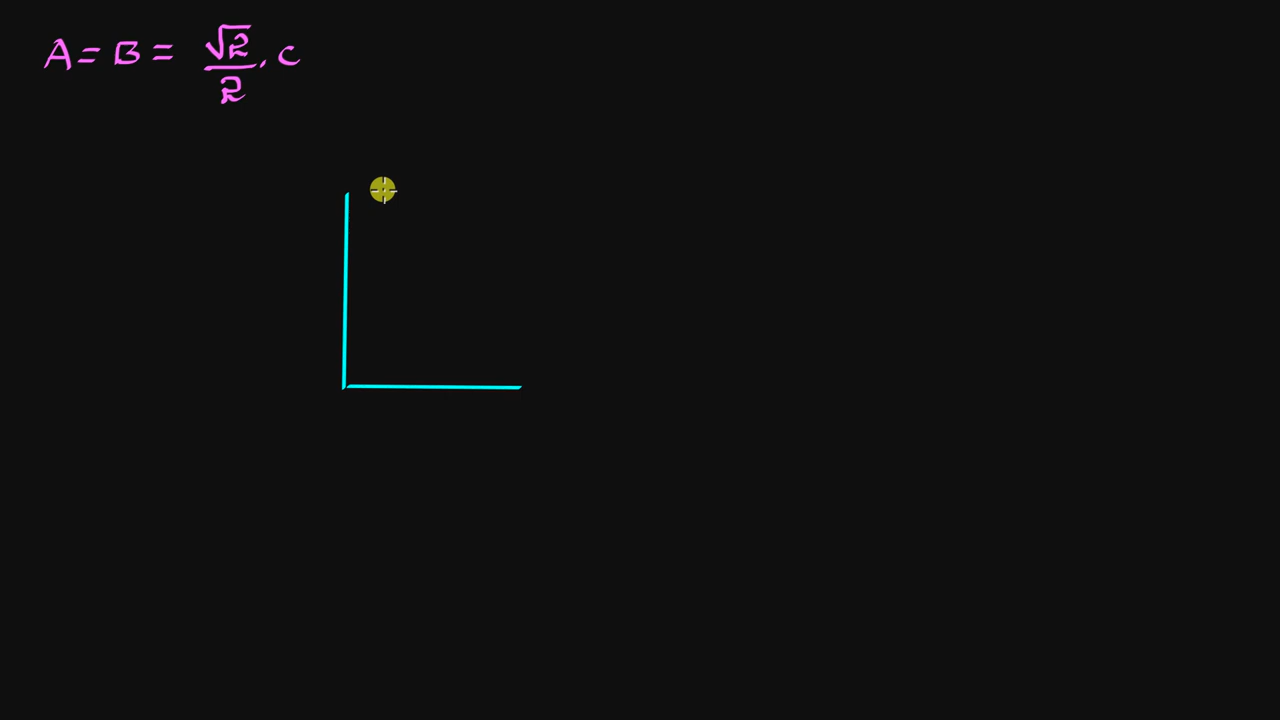 A = B = √2/2 . C